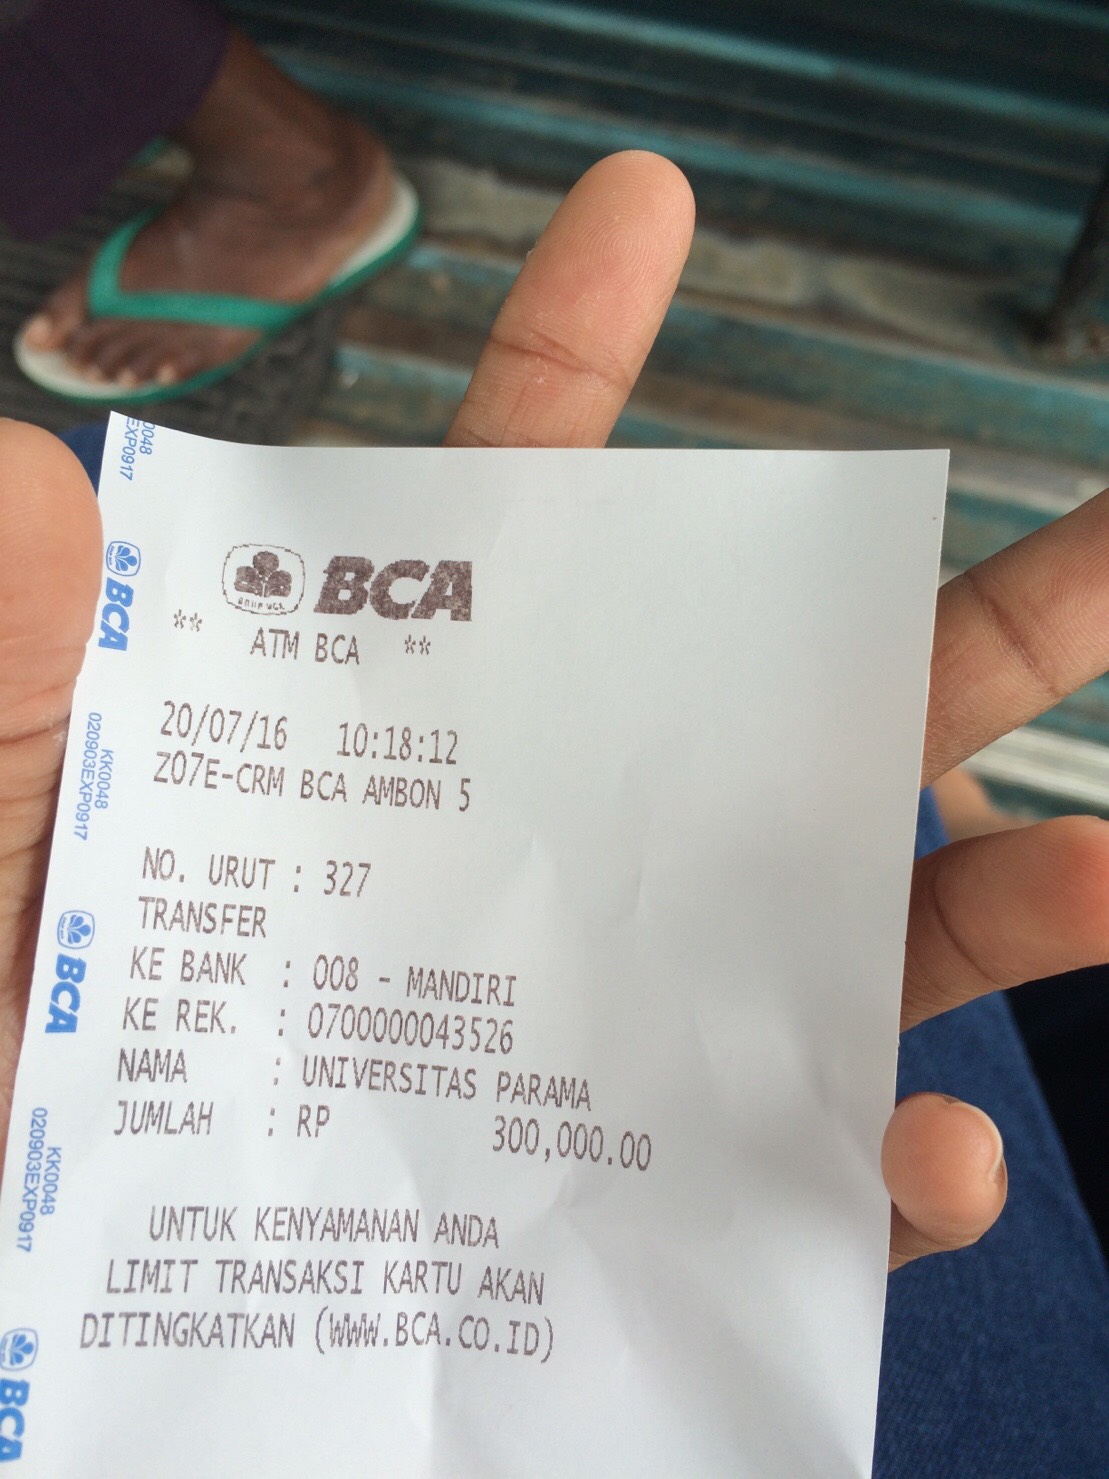 BCA
** ATM BCA **
20/07/16 10:18:12
Z07E-CRM BCA AMBON 5
NO. URUT : 327
TRANSFER
KE BANK : 008 - MANDIRI
KE REK. : 0700000043526
NAMA : UNIVERSITAS PARAMA
JUMLAH : RP 300,000.00
UNTUK KENYAMANAN ANDA
LIMIT TRANSAKSI KARTU AKAN
DITINGKATKAN (WWW.BCA.CO.ID)
0048
EXP0917
BCA
KK0048
020903EXP0917
BCA
KK0048
020903EXP0917
BCA